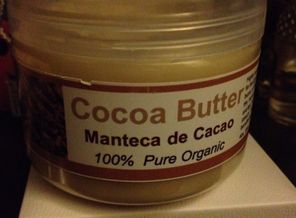 Cocoa Butter
Manteca de Cacao
100% Pure Organic